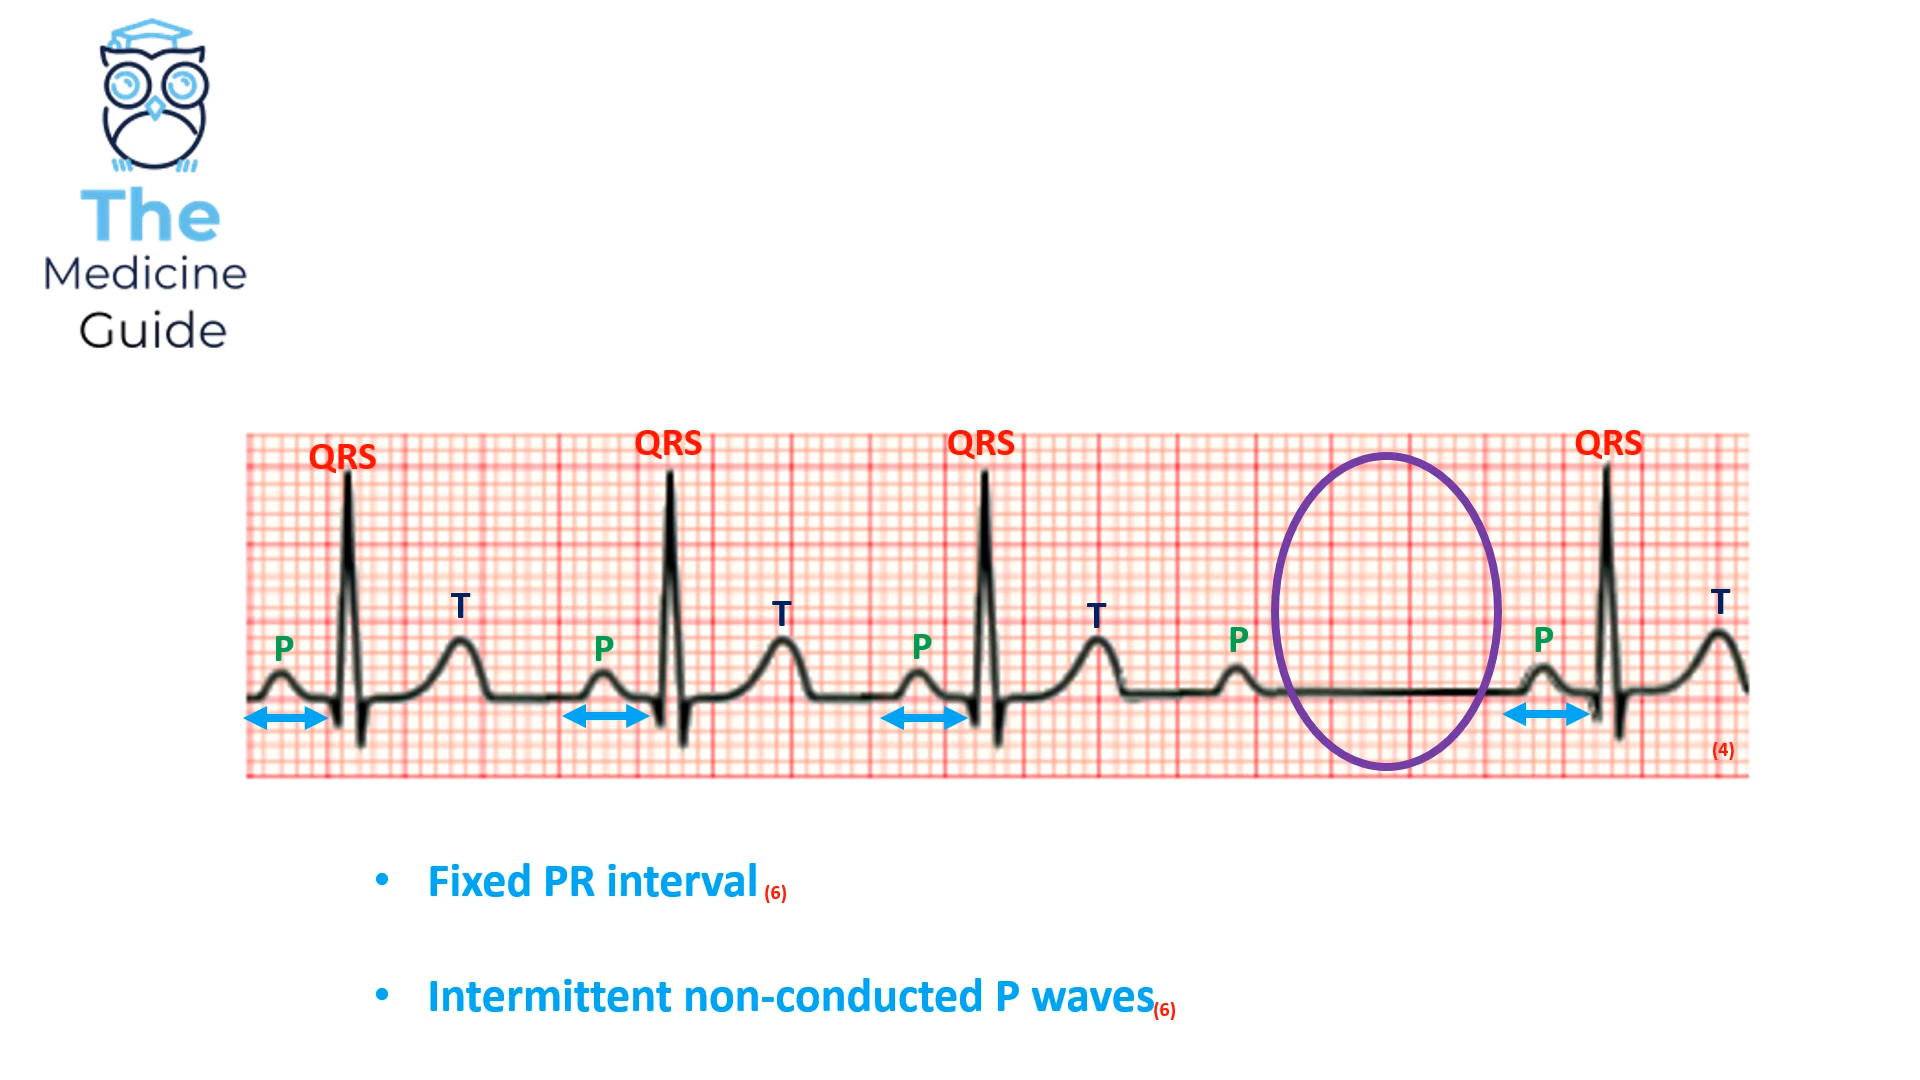 The
Medicine
Guide
QRS
QRS
QRS
QRS
T
T
T
T
P
P
P
P
P
(4)
• Fixed PR interval (6)
• Intermittent non-conducted P waves(6)